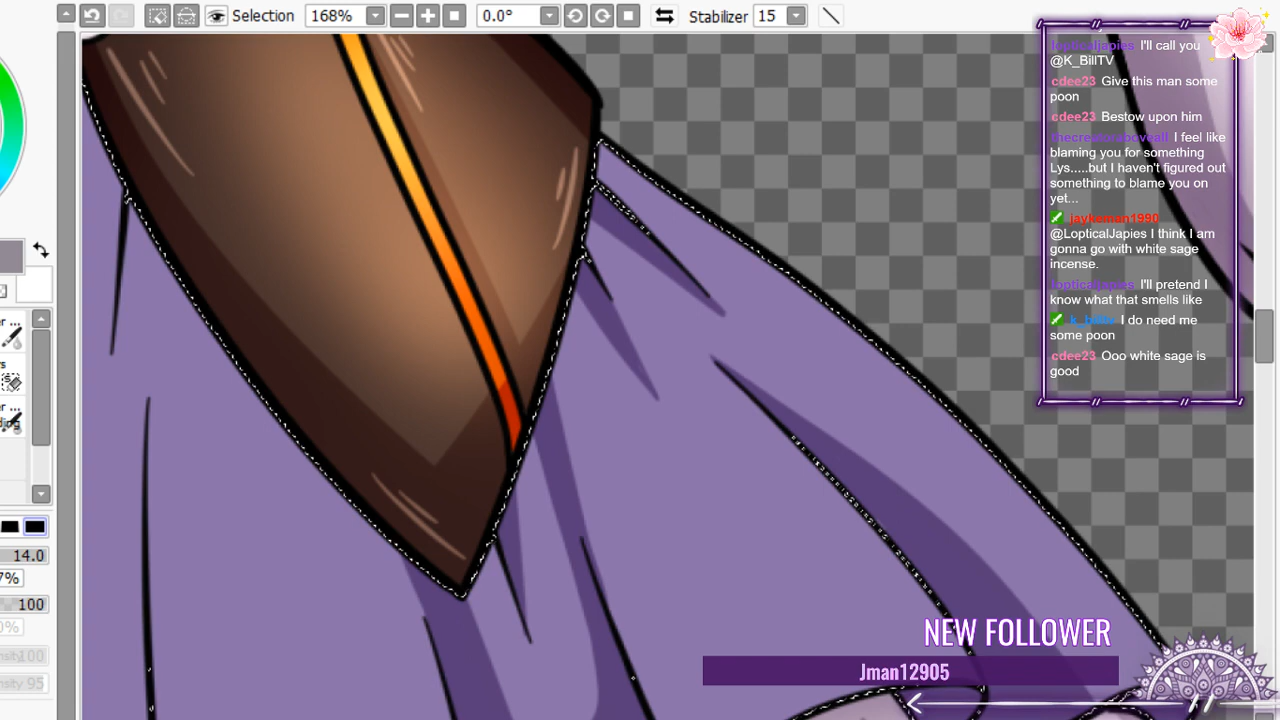 Selection 168% 0.0° Stabilizer 15
lopticaljapies I'll call you
@K_BillTV
cdee23 Give this man some
poon
cdee23 Bestow upon him
I feel like
blaming you for something
Lys.....but I haven't figured out
something to blame you on
yet...
jaykeman1990
@LopticalJapies I think I am
gonna go with white sage
incense.
lopticaljapies I'll pretend I
know what that smells like
k_billtv I do need me
some poon
cdee23 Ooo white sage is
good
14.0
100
NEW FOLLOWER
Jman12905